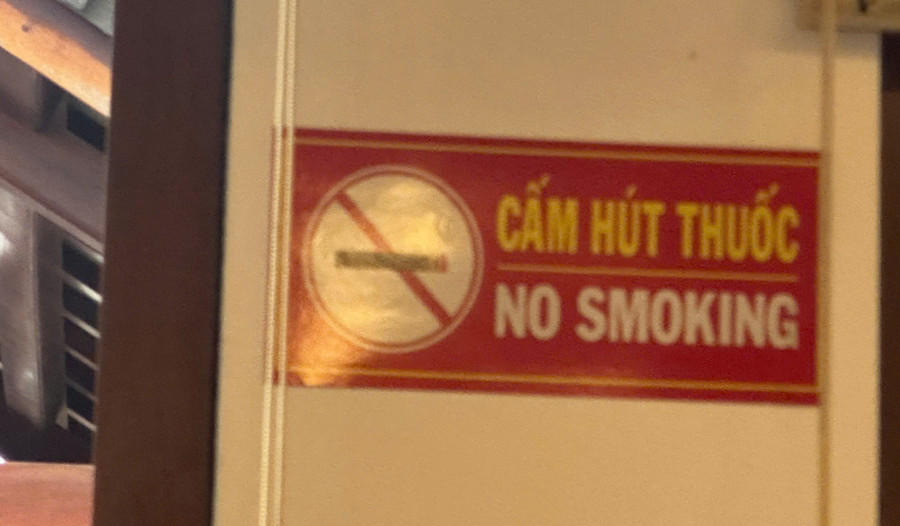 CẤM HÚT THUỐC
NO SMOKING